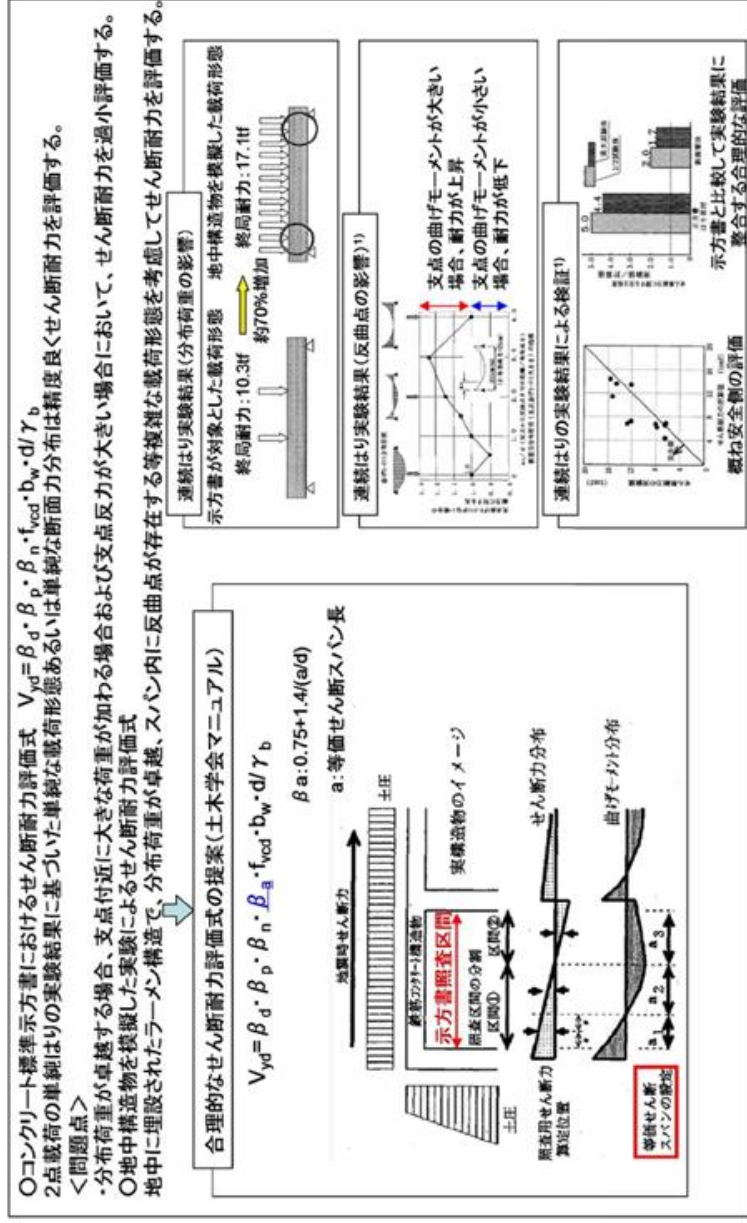 ○コンクリート標準示方書におけるせん断耐力評価式 Vyd=βd・βp・βn・fvcd・bw・d/γb
2点載荷の単純はりの実験結果に基づいた単純な載荷形態あるいは単純な断面力分布は精度良くせん断耐力を評価する。
＜問題点＞
・分布荷重が卓越する場合、支点付近に大きな荷重が加わる場合および支点反力が大きい場合において、せん断耐力を過小評価する。
○地中構造物を模擬した実験によるせん断耐力評価式
地中に埋設されたラーメン構造で、分布荷重が卓越、スパン内に反曲点が存在する等複雑な載荷形態を考慮してせん断耐力を評価する。
合理的なせん断耐力評価式の提案(土木学会マニュアル)
Vyd=βd・βp・βn・βa・fvcd・bw・d/γb
βa:0.75+1.4/(a/d)
a:等価せん断スパン長
地震時せん断力
土圧
鉄筋コンクリート構造物
示方書照査区間
実構造物のイメージ
照査区間の分割
区間①
区間②
土圧
照査用せん断力
算定位置
せん断力分布
曲げモーメント分布
等価せん断
スパンの設定
a1
a2
a3
連続はり実験結果(分布荷重の影響)
示方書が対象とした載荷形態
地中構造物を模擬した載荷形態
終局耐力:10.3tf
終局耐力:17.1tf
約70%増加
連続はり実験結果(反曲点の影響)1)
支点の曲げモーメントが大きい
場合、耐力が上昇
支点の曲げモーメントが小さい
場合、耐力が低下
連続はりの実験結果による検証1)
せん断耐力の実験値
(tf)
概ね安全側の評価
5.0
4.4
2.0
1.7
示方書と比較して実験結果に
整合する合理的な評価